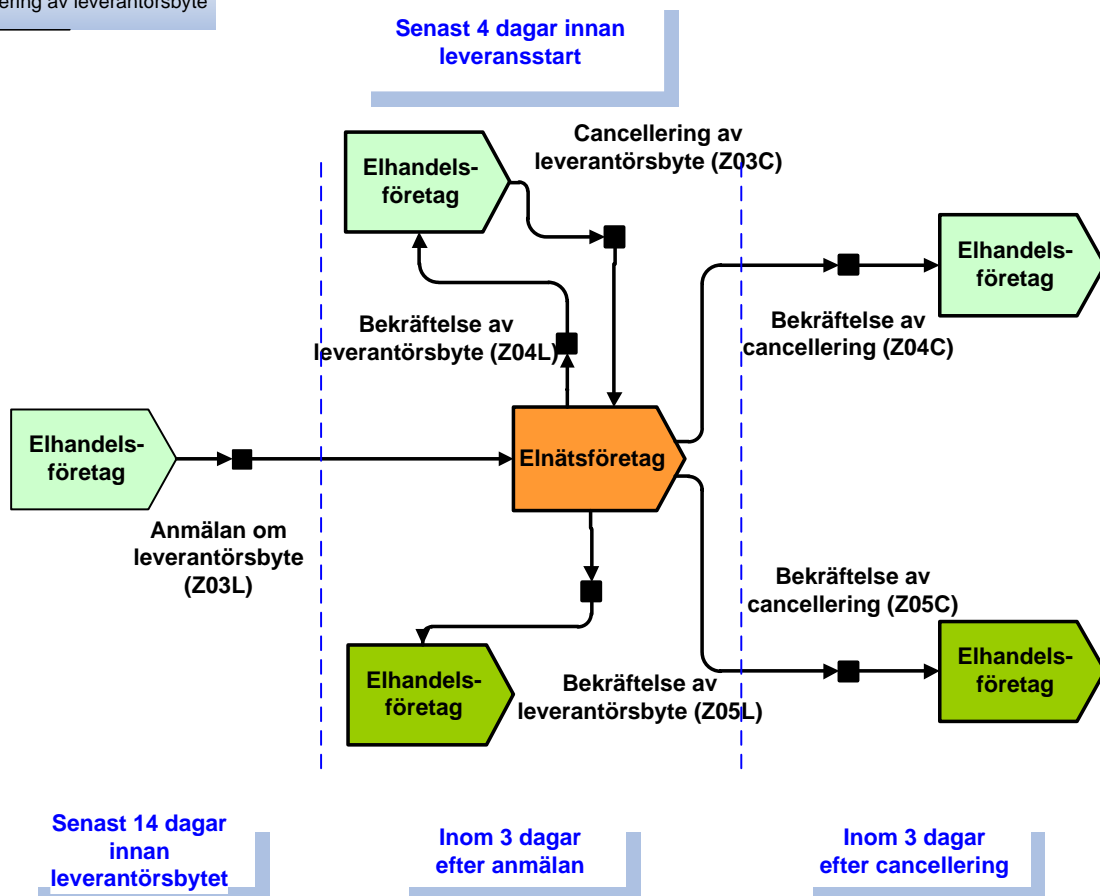 av leverantörsbyte
Senast 4 dagar innan
leveransstart
Cancellering av
leverantörsbyte (Z03C)
Elhandels-
företag
Elhandels-
företag
Bekräftelse av
leverantörsbyte (Z04L)
Bekräftelse av
cancellering (Z04C)
Elhandels-
företag
Elnätsföretag
Anmälan om
leverantörsbyte
(Z03L)
Bekräftelse av
cancellering (Z05C)
Elhandels-
företag
Bekräftelse av
leverantörsbyte (Z05L)
Elhandels-
företag
Senast 14 dagar
innan
leverantörsbytet
Inom 3 dagar
efter anmälan
Inom 3 dagar
efter cancellering